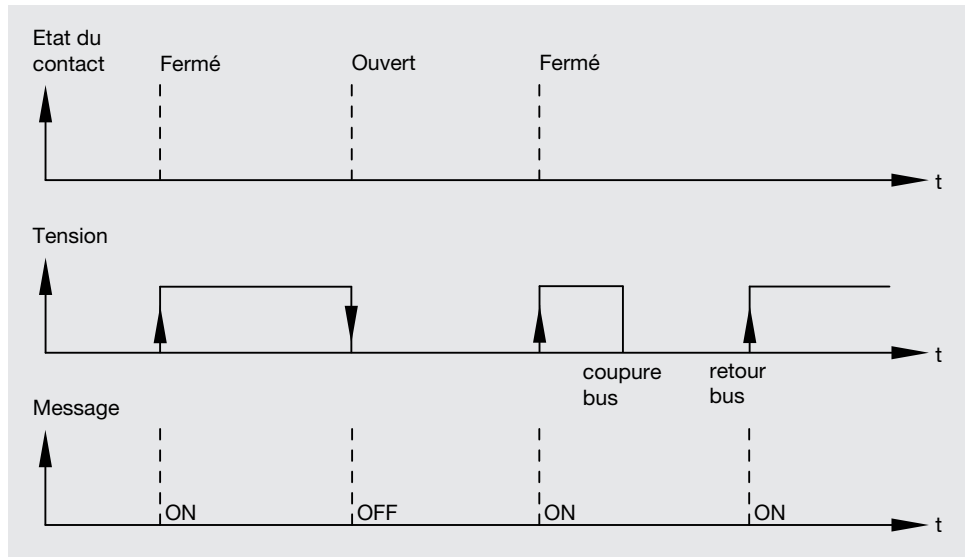 Etat du
contact
Fermé
Ouvert
Fermé
t
Tension
t
coupure
bus
retour
bus
Message
ON
OFF
ON
ON
t